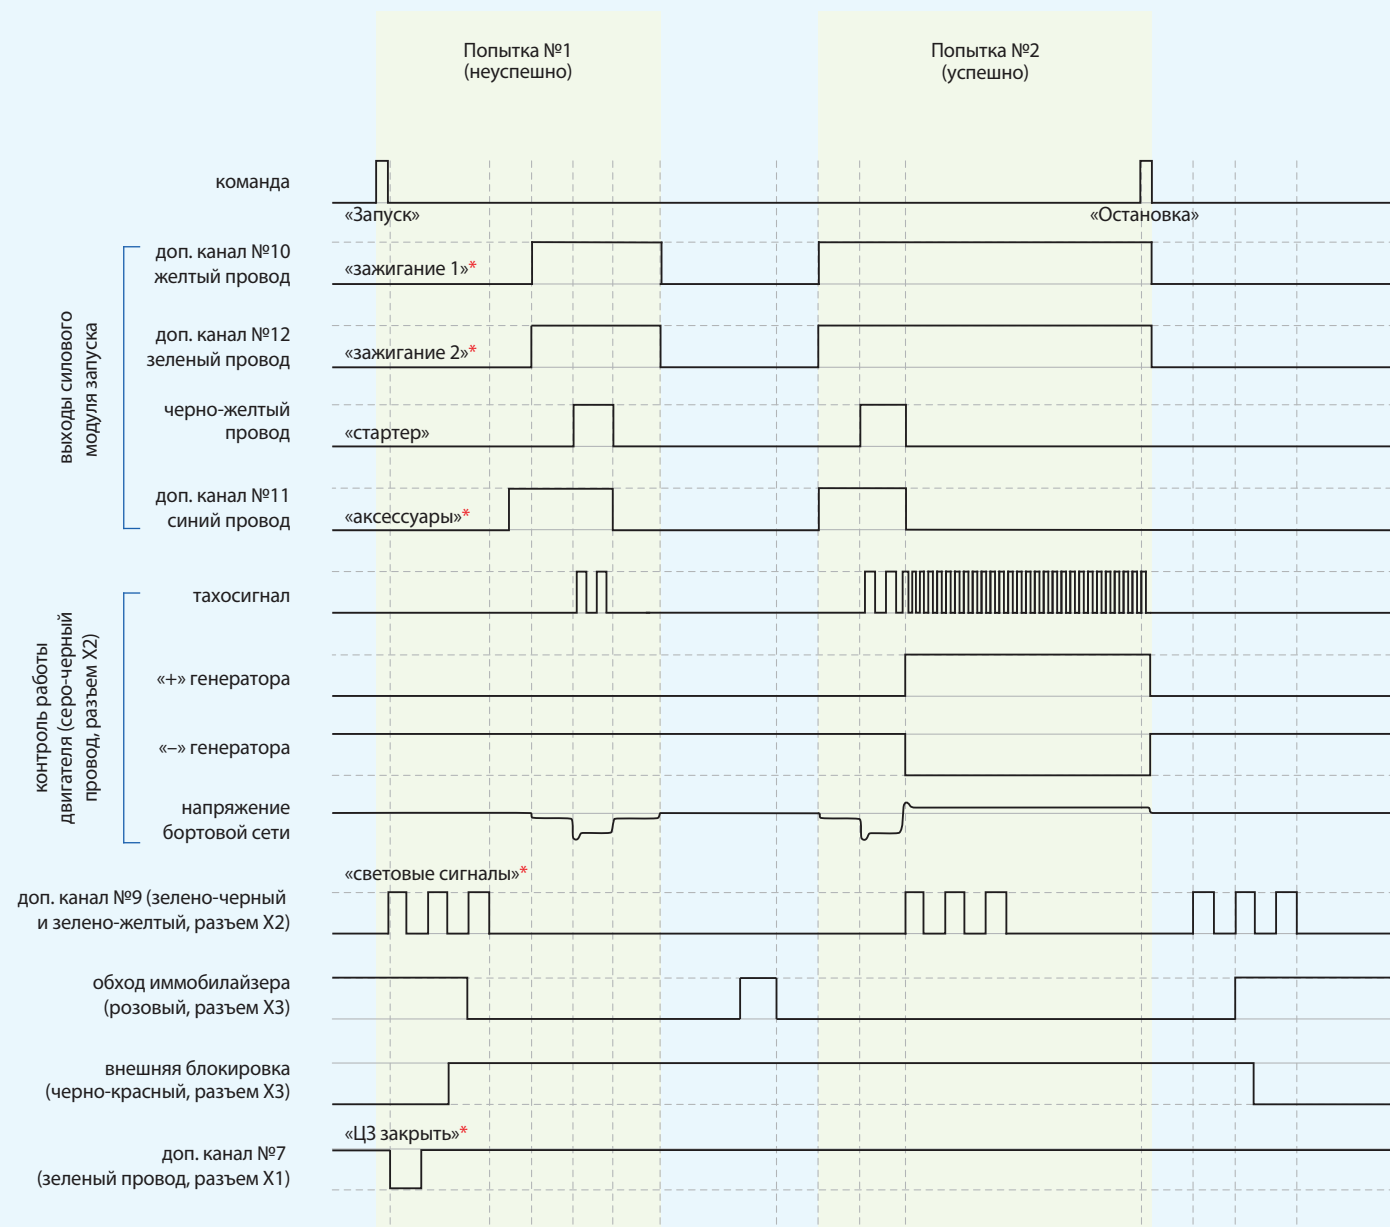 Попытка №1
(неуспешно)
Попытка №2
(успешно)
команда
«Запуск»
«Остановка»
выходы силового
модуля запуска
доп. канал №10
желтый провод
«зажигание 1»*
доп. канал №12
зеленый провод
«зажигание 2»*
черно-желтый
провод
«стартер»
доп. канал №11
синий провод
«аксессуары»*
контроль работы
двигателя (серо-черный
провод, разъем X2)
тахосигнал
«+» генератора
«–» генератора
напряжение
бортовой сети
«световые сигналы»*
доп. канал №9 (зелено-черный
и зелено-желтый, разъем X2)
обход иммобилайзера
(розовый, разъем X3)
внешняя блокировка
(черно-красный, разъем X3)
«ЦЗ закрыть»*
доп. канал №7
(зеленый провод, разъем X1)